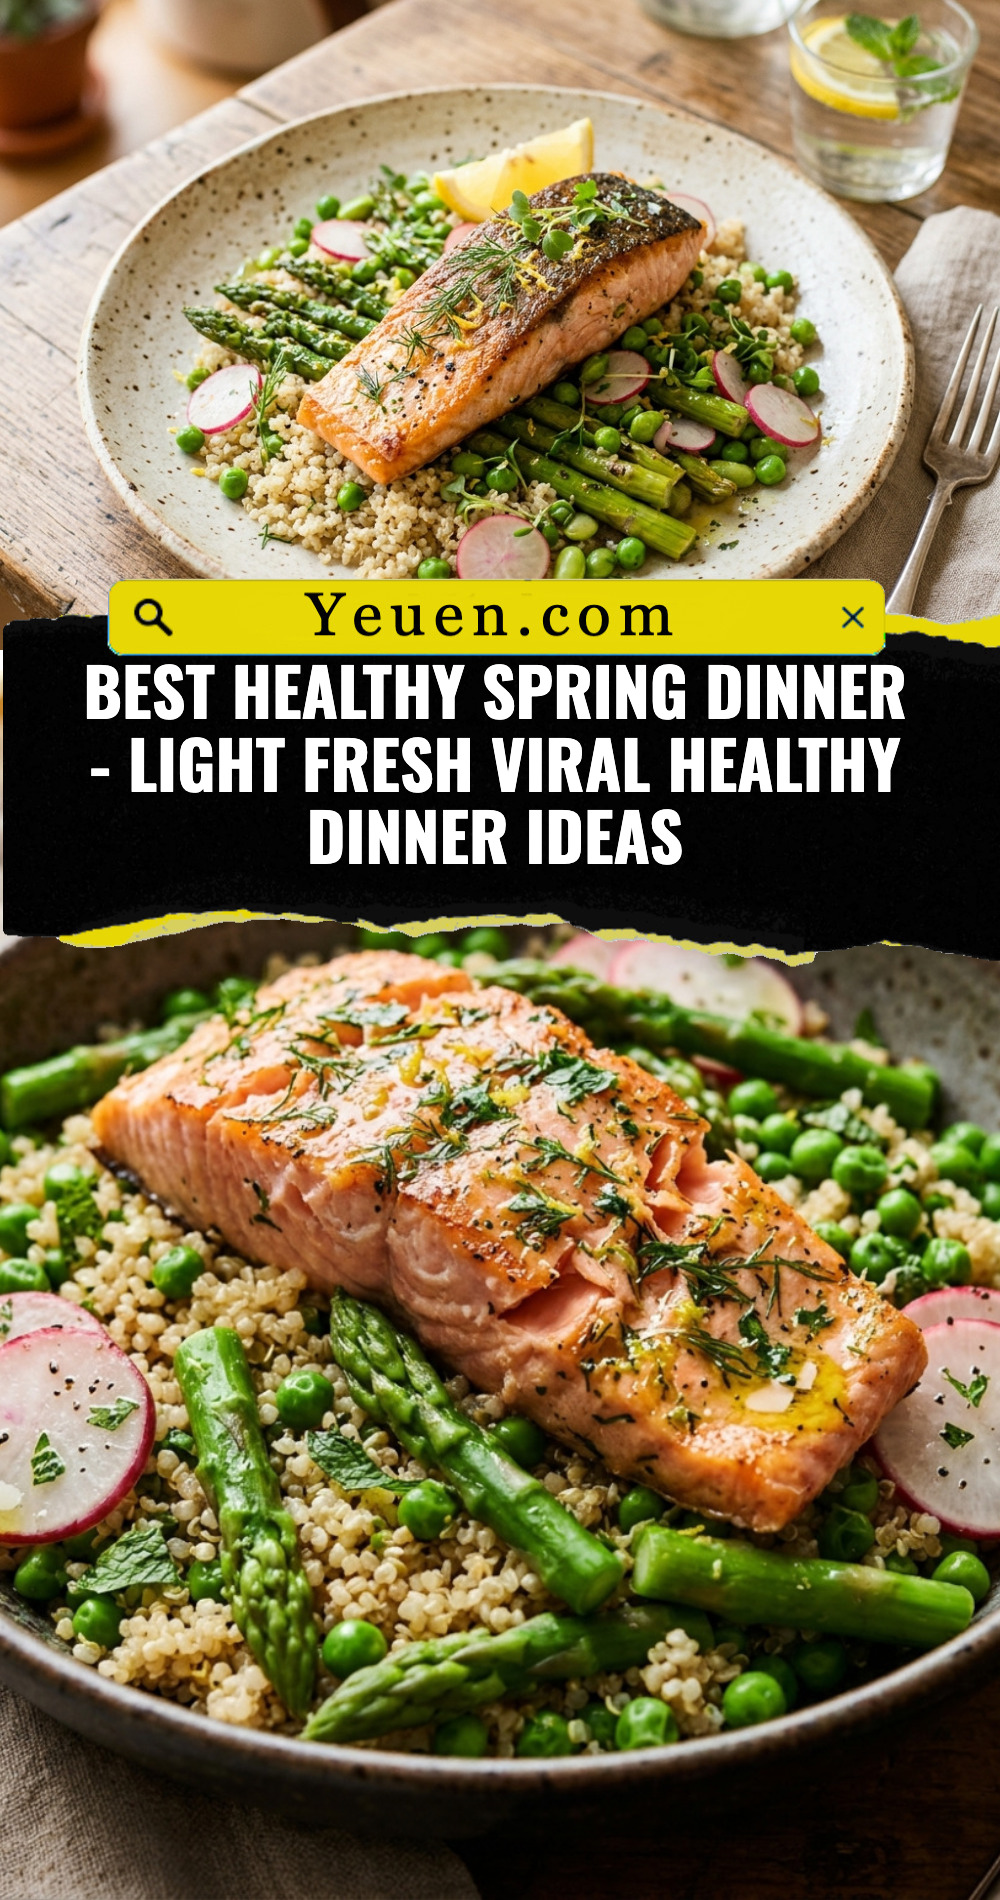 Yeuen.com
BEST HEALTHY SPRING DINNER
- LIGHT FRESH VIRAL HEALTHY
DINNER IDEAS